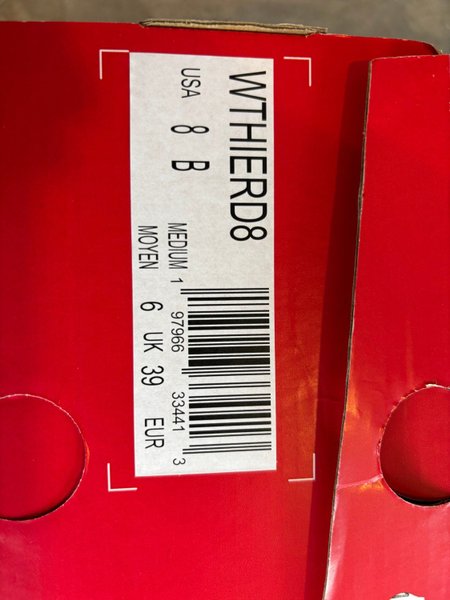 WTHIERD8
USA 8 B
MEDIUM
MOYEN 6 UK 39 EUR
1 97966 33441 3